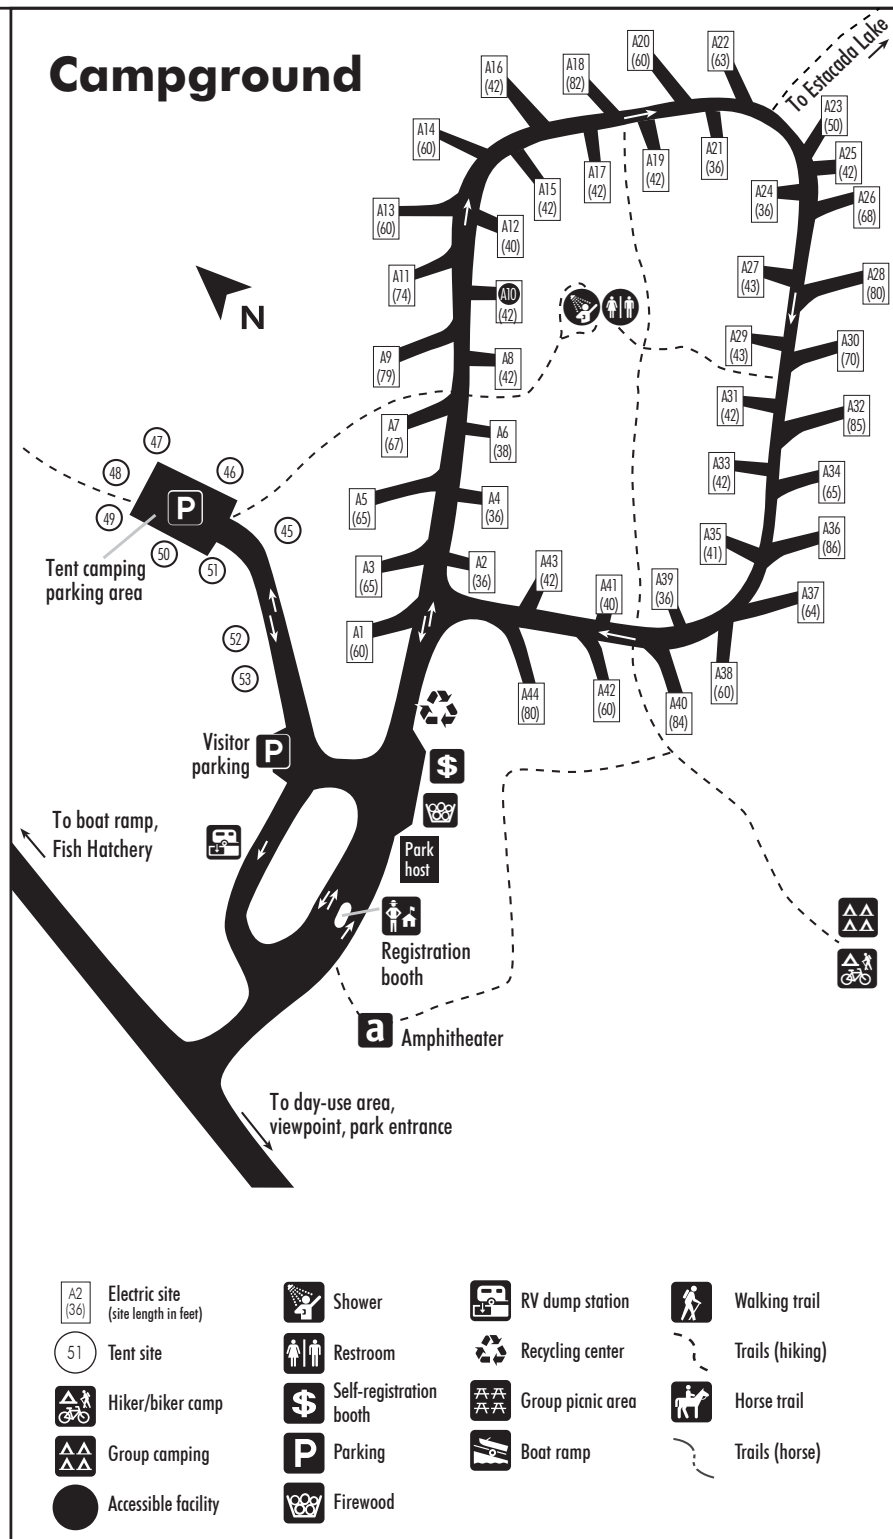 Campground
To Estacada Lake
A20
(60)
A22
(63)
A18
(82)
A16
(42)
A23
(50)
A14
(60)
A21
(36)
A19
(42)
A17
(42)
A15
(42)
A25
(42)
A24
(36)
A26
(68)
A13
(60)
A12
(40)
A11
(74)
A27
(43)
A28
(80)
A10
(42)
N
A29
(43)
A30
(70)
A9
(79)
A8
(42)
A31
(42)
A32
(85)
A7
(67)
A6
(38)
47
48
46
A33
(42)
A34
(65)
A5
(65)
A4
(36)
P
49
45
A35
(41)
A36
(86)
50
51
Tent camping
parking area
A3
(65)
A2
(36)
A43
(42)
A41
(40)
A39
(36)
A37
(64)
A1
(60)
52
53
A44
(80)
A42
(60)
A40
(84)
A38
(60)
Visitor
parking
P
$
To boat ramp,
Fish Hatchery
Park
host
Registration
booth
a
Amphitheater
To day-use area,
viewpoint, park entrance
A2
(36)
Electric site
(site length in feet)
Shower
RV dump station
Walking trail
51
Tent site
Restroom
Recycling center
Trails (hiking)
Hiker/biker camp
$
Self-registration
booth
Group picnic area
Horse trail
Group camping
P
Parking
Boat ramp
Trails (horse)
Accessible facility
Firewood